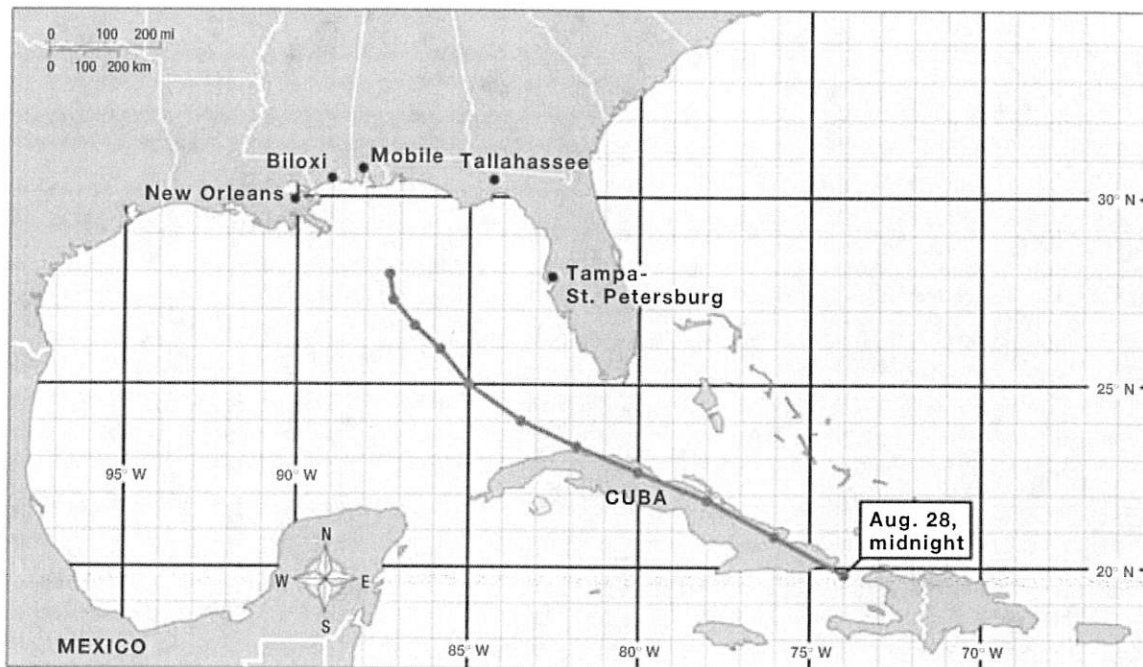 0 100 200 mi
0 100 200 km
Biloxi
Mobile
Tallahassee
New Orleans
30° N
Tampa-
St. Petersburg
25° N
95° W
90° W
CUBA
Aug. 28,
midnight
N
W
E
S
20° N
MEXICO
85° W
80° W
75° W
70° W